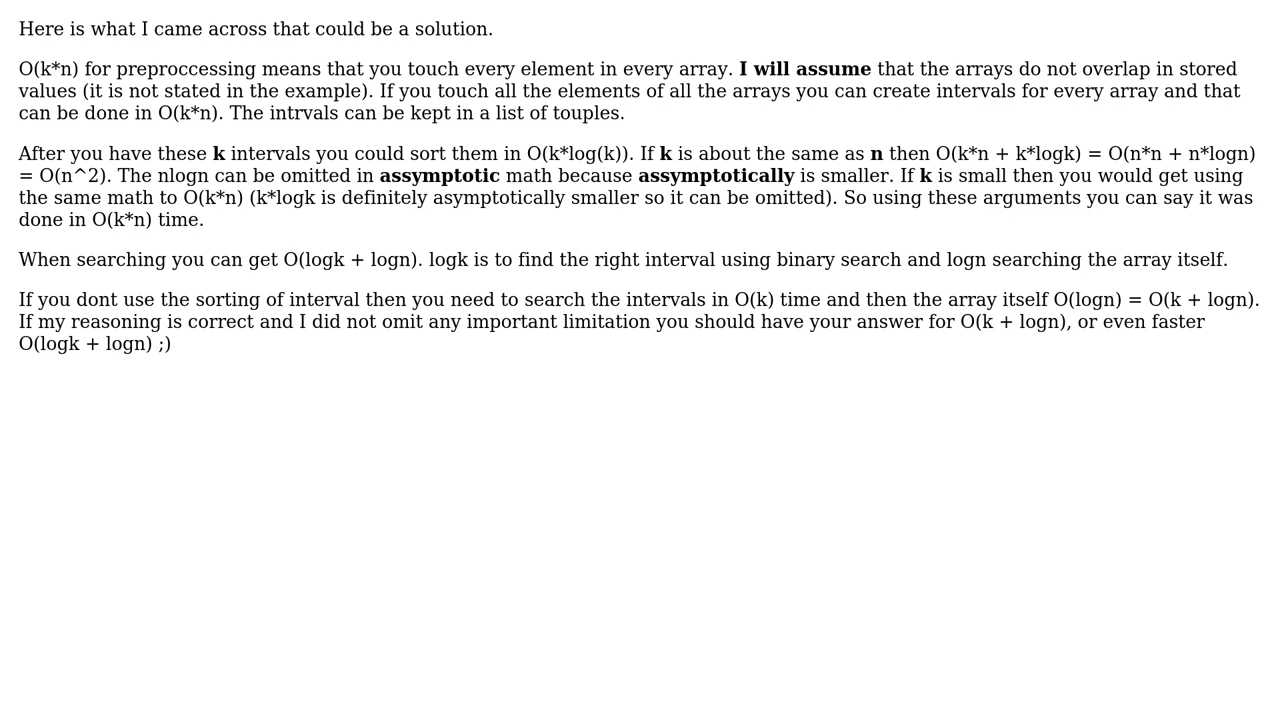 Here is what I came across that could be a solution.
O(k*n) for preproccessing means that you touch every element in every array. I will assume that the arrays do not overlap in stored
values (it is not stated in the example). If you touch all the elements of all the arrays you can create intervals for every array and that
can be done in O(k*n). The intrvals can be kept in a list of touples.
After you have these k intervals you could sort them in O(k*log(k)). If k is about the same as n then O(k*n + k*logk) = O(n*n + n*logn)
= O(n^2). The nlogn can be omitted in assymptotic math because assymptotically is smaller. If k is small then you would get using
the same math to O(k*n) (k*logk is definitely asymptotically smaller so it can be omitted). So using these arguments you can say it was
done in O(k*n) time.
When searching you can get O(logk + logn). logk is to find the right interval using binary search and logn searching the array itself.
If you dont use the sorting of interval then you need to search the intervals in O(k) time and then the array itself O(logn) = O(k + logn).
If my reasoning is correct and I did not omit any important limitation you should have your answer for O(k + logn), or even faster
O(logk + logn) ;)